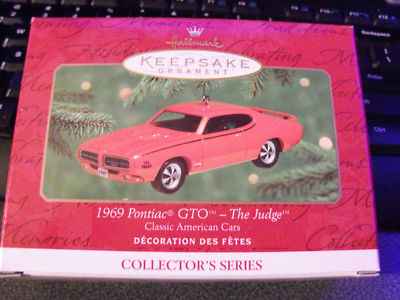 Hallmark
KEEPSAKE
ORNAMENT
1969 Pontiac® GTO™ – The Judge™
Classic American Cars
DÉCORATION DES FÊTES
COLLECTOR'S SERIES